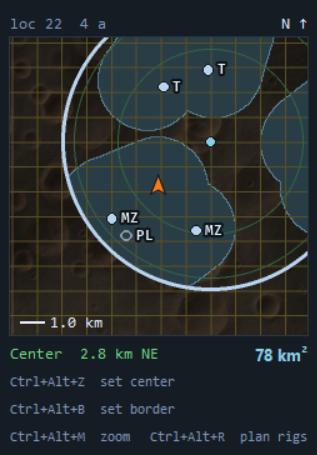 loc 22 4 a N ↑
T
T
MZ
PL
MZ
1.0 km
Center 2.8 km NE 78 km²
Ctrl+Alt+Z set center
Ctrl+Alt+B set border
Ctrl+Alt+M zoom Ctrl+Alt+R plan rigs